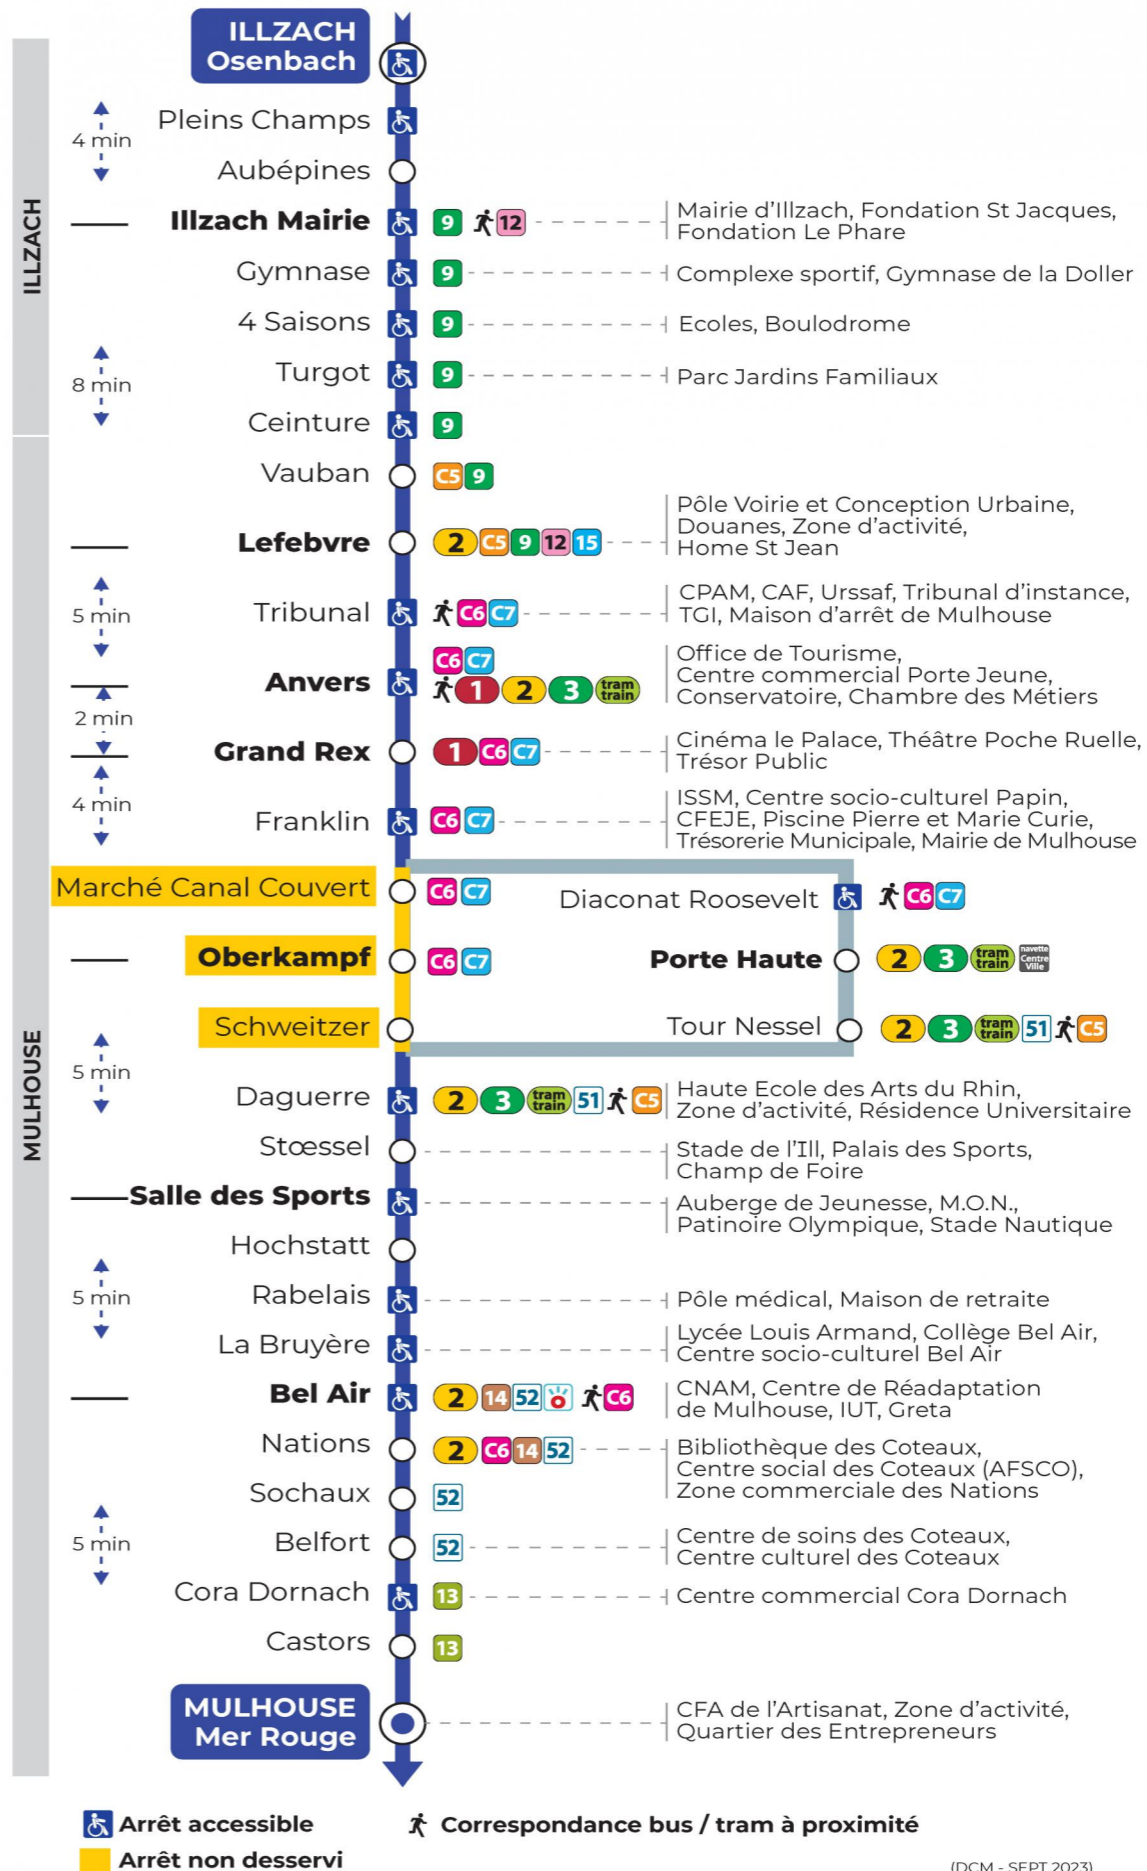 ILLZACH
Osenbach
ILLZACH
4 min
Pleins Champs
Aubépines
Illzach Mairie 9 12
Mairie d'Illzach, Fondation St Jacques,
Fondation Le Phare
Gymnase 9 Complexe sportif, Gymnase de la Doller
4 Saisons 9 Ecoles, Boulodrome
8 min
Turgot 9 Parc Jardins Familiaux
Ceinture 9
MULHOUSE
Vauban C5 9
Lefebvre 2 C5 9 12 15
Pôle Voirie et Conception Urbaine,
Douanes, Zone d'activité,
Home St Jean
5 min
Tribunal C6 C7
CPAM, CAF, Urssaf, Tribunal d'instance,
TGI, Maison d'arrêt de Mulhouse
Anvers
C6 C7
1 2 3 tram train
Office de Tourisme,
Centre commercial Porte Jeune,
Conservatoire, Chambre des Métiers
2 min
Grand Rex 1 C6 C7
Cinéma le Palace, Théâtre Poche Ruelle,
Trésor Public
4 min
Franklin C6 C7
ISSM, Centre socio-culturel Papin,
CFEJE, Piscine Pierre et Marie Curie,
Trésorerie Municipale, Mairie de Mulhouse
Marché Canal Couvert C6 C7
Diaconat Roosevelt C6 C7
Oberkampf C6 C7
Porte Haute 2 3 tram train navette Centre Ville
Schweitzer
Tour Nessel 2 3 tram train 51 C5
5 min
Daguerre 2 3 tram train 51 C5
Haute Ecole des Arts du Rhin,
Zone d'activité, Résidence Universitaire
Stœssel
Stade de l'Ill, Palais des Sports,
Champ de Foire
Salle des Sports
Auberge de Jeunesse, M.O.N.,
Patinoire Olympique, Stade Nautique
Hochstatt
5 min
Rabelais Pôle médical, Maison de retraite
La Bruyère
Lycée Louis Armand, Collège Bel Air,
Centre socio-culturel Bel Air
Bel Air 2 14 52 C6
CNAM, Centre de Réadaptation
de Mulhouse, IUT, Greta
Nations 2 C6 14 52
Bibliothèque des Coteaux,
Centre social des Coteaux (AFSCO),
Zone commerciale des Nations
Sochaux 52
5 min
Belfort 52
Centre de soins des Coteaux,
Centre culturel des Coteaux
Cora Dornach 13 Centre commercial Cora Dornach
Castors 13
MULHOUSE
Mer Rouge
CFA de l'Artisanat, Zone d'activité,
Quartier des Entrepreneurs
Arrêt accessible
Correspondance bus / tram à proximité
Arrêt non desservi
(DCM - SEPT 2023)